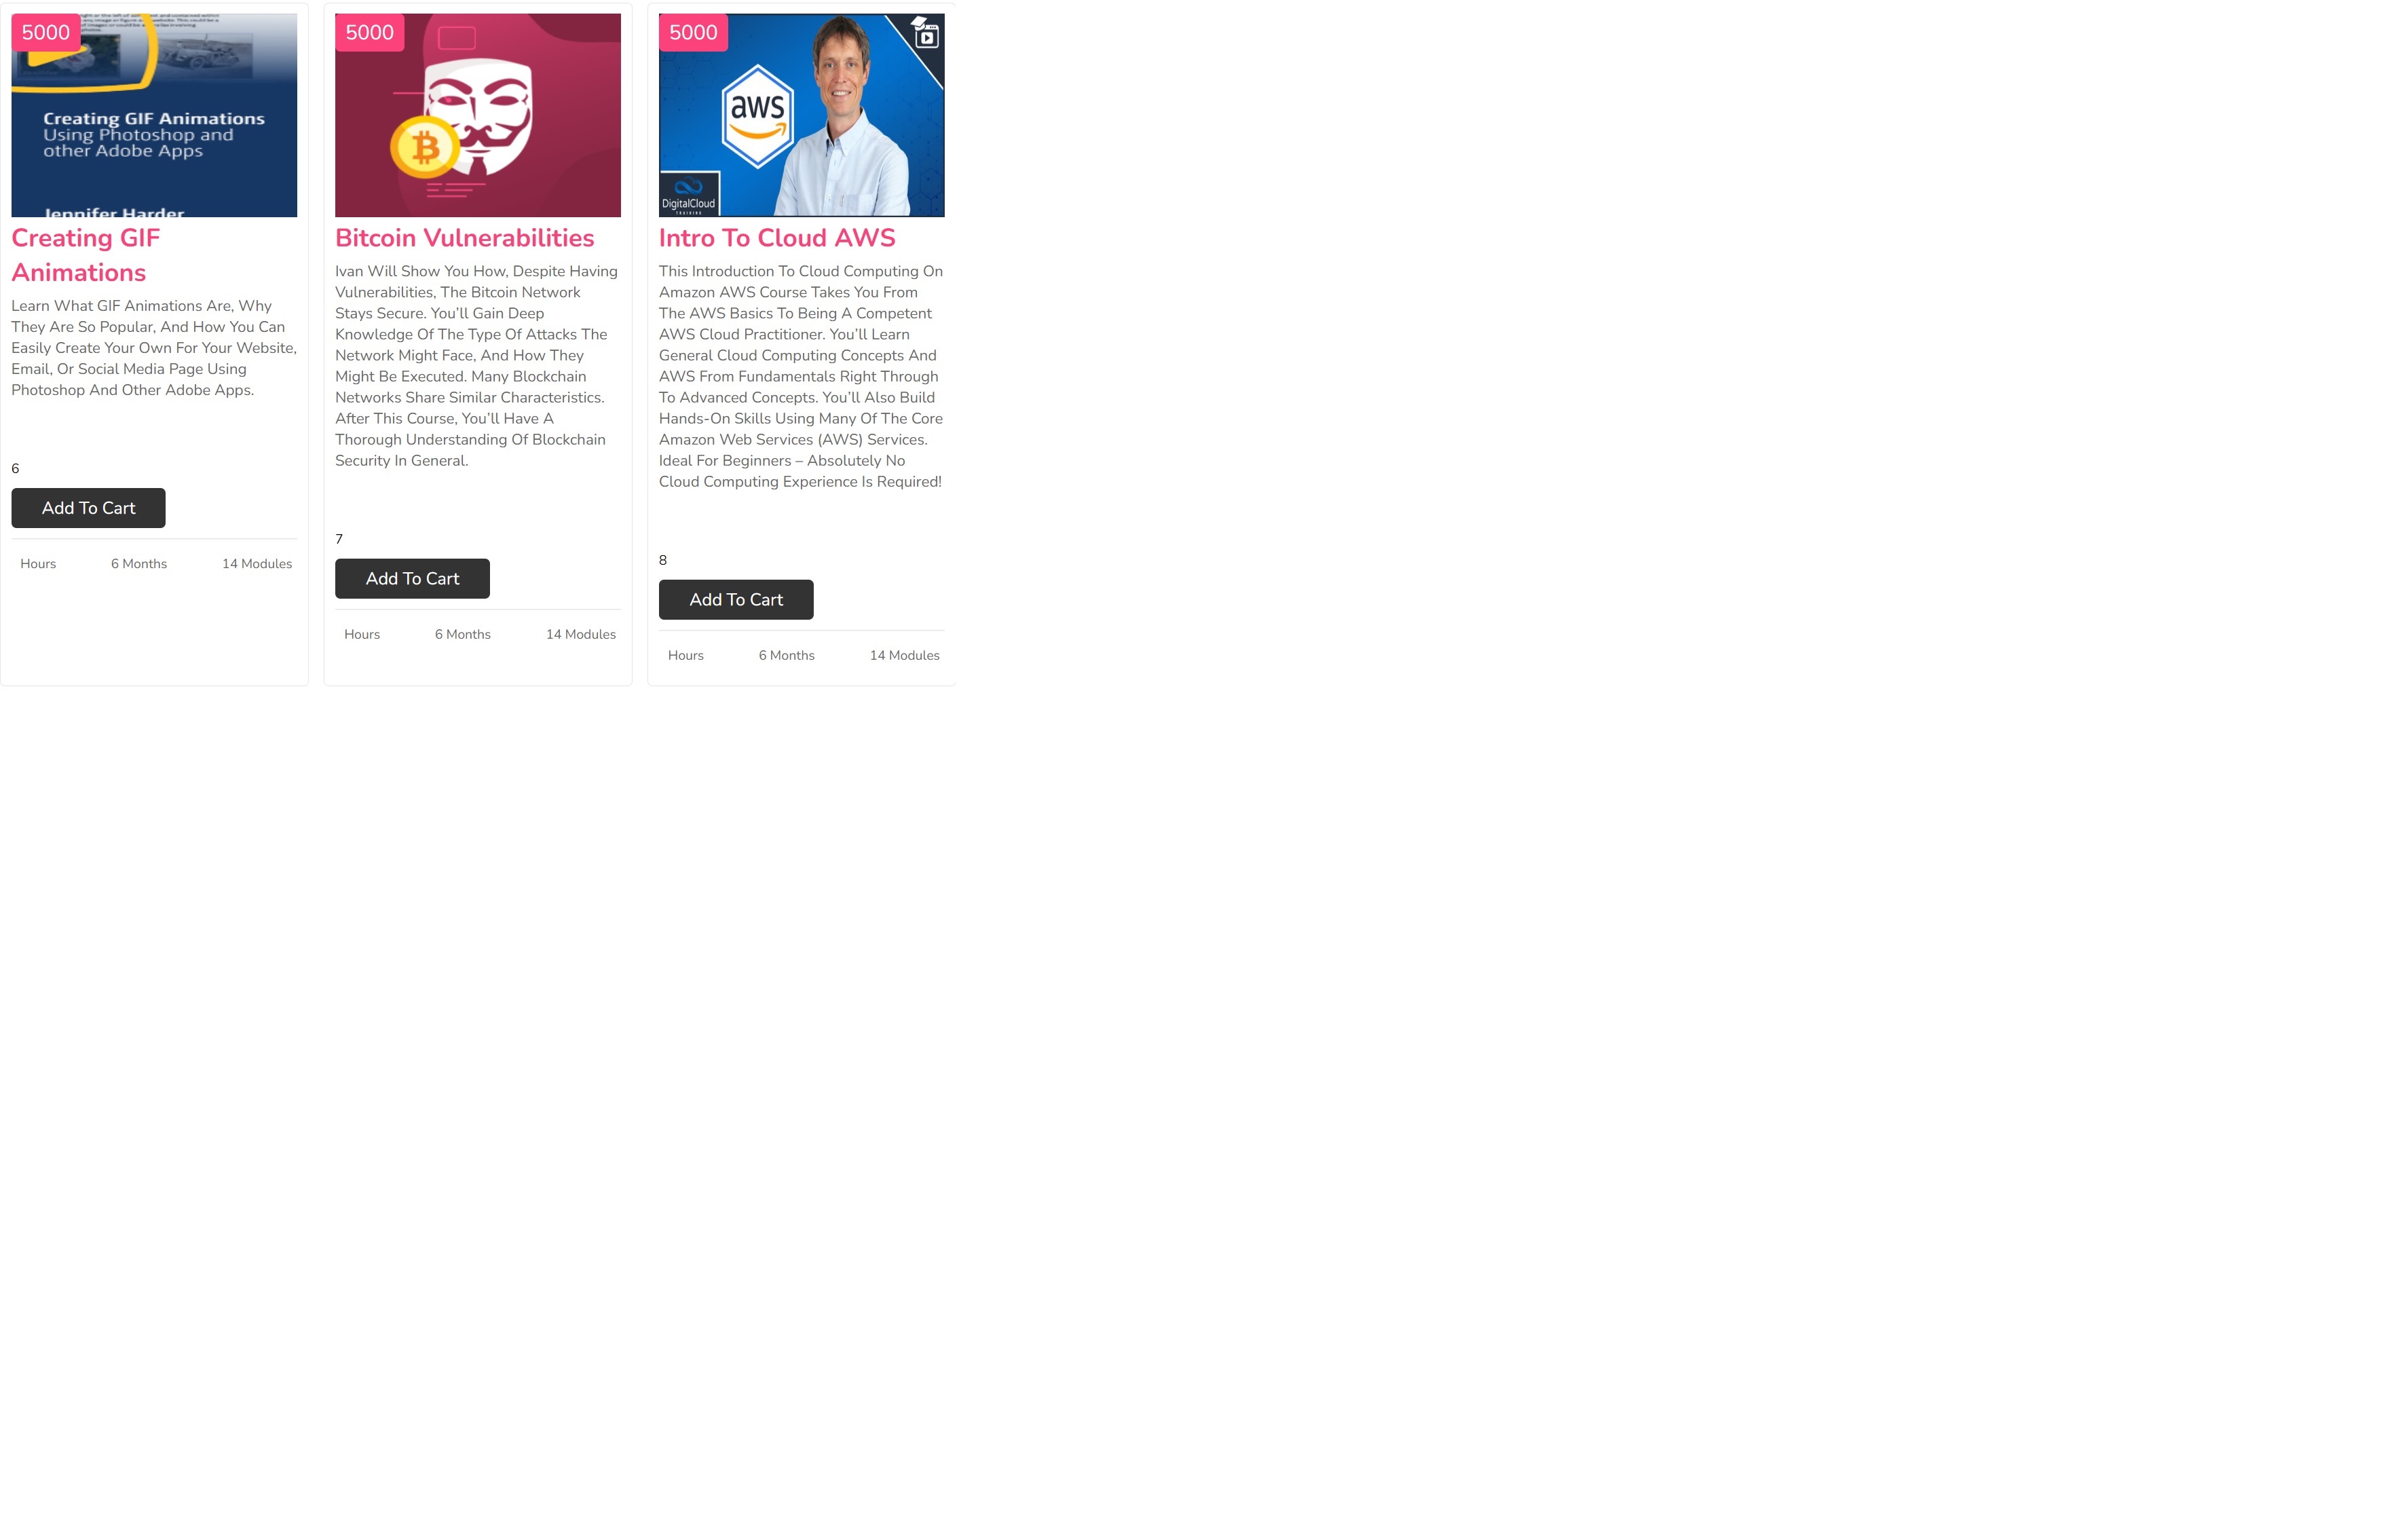 5000
Creating GIF Animations
Using Photoshop and
other Adobe Apps
Jennifer Harder
Creating GIF
Animations
Learn What GIF Animations Are, Why
They Are So Popular, And How You Can
Easily Create Your Own For Your Website,
Email, Or Social Media Page Using
Photoshop And Other Adobe Apps.
6
Add To Cart
Hours
6 Months
14 Modules
5000
Bitcoin Vulnerabilities
Ivan Will Show You How, Despite Having
Vulnerabilities, The Bitcoin Network
Stays Secure. You’ll Gain Deep
Knowledge Of The Type Of Attacks The
Network Might Face, And How They
Might Be Executed. Many Blockchain
Networks Share Similar Characteristics.
After This Course, You’ll Have A
Thorough Understanding Of Blockchain
Security In General.
7
Add To Cart
Hours
6 Months
14 Modules
5000
aws
DigitalCloud
TRAINING
Intro To Cloud AWS
This Introduction To Cloud Computing On
Amazon AWS Course Takes You From
The AWS Basics To Being A Competent
AWS Cloud Practitioner. You’ll Learn
General Cloud Computing Concepts And
AWS From Fundamentals Right Through
To Advanced Concepts. You’ll Also Build
Hands-On Skills Using Many Of The Core
Amazon Web Services (AWS) Services.
Ideal For Beginners – Absolutely No
Cloud Computing Experience Is Required!
8
Add To Cart
Hours
6 Months
14 Modules